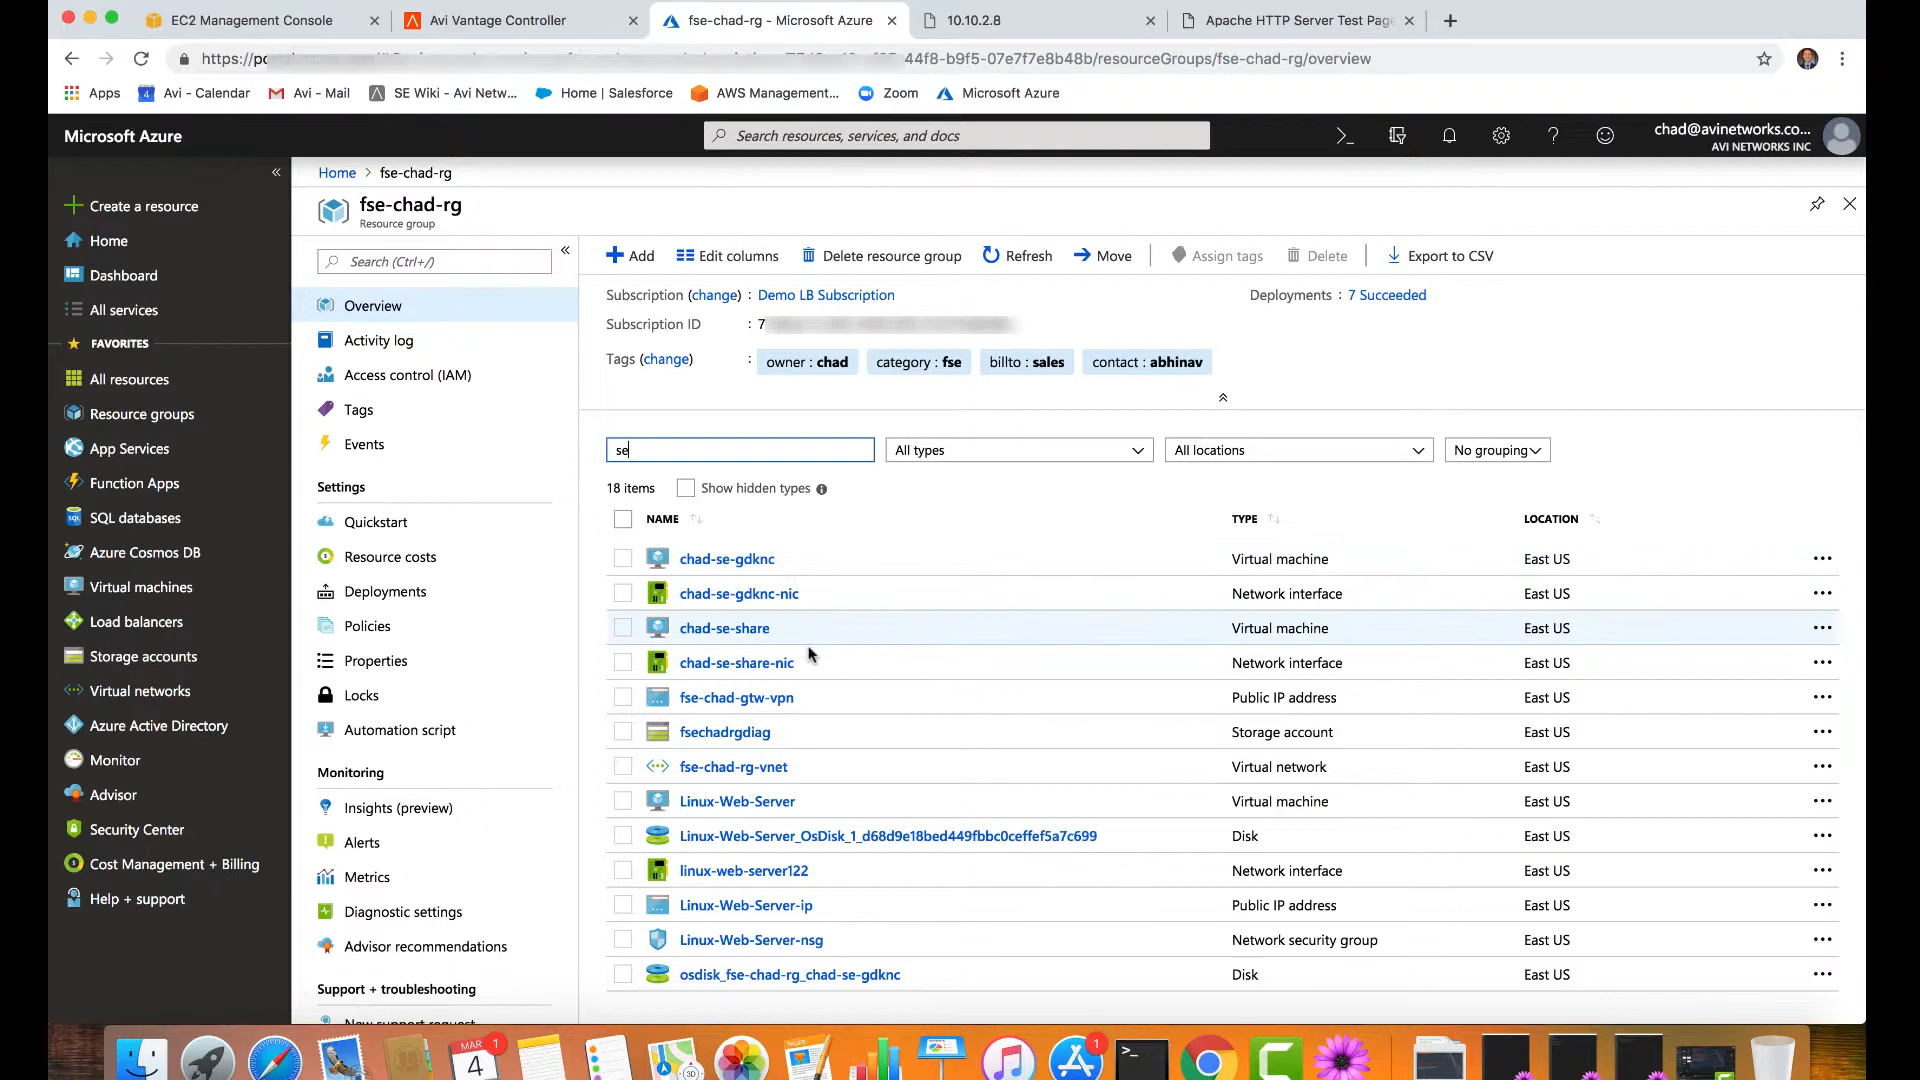 EC2 Management Console
Avi Vantage Controller
fse-chad-rg - Microsoft Azure
10.10.2.8
Apache HTTP Server Test Page
44f8-b9f5-07e7f7e8b48b/resourceGroups/fse-chad-rg/overview
Apps
4
Avi - Calendar
Avi - Mail
SE Wiki - Avi Netw...
Home | Salesforce
AWS Management...
Zoom
Microsoft Azure
Microsoft Azure
Search resources, services, and docs
chad@avinetworks.co...
AVI NETWORKS INC
Create a resource
Home
Dashboard
All services
FAVORITES
All resources
Resource groups
App Services
Function Apps
SQL databases
Azure Cosmos DB
Virtual machines
Load balancers
Storage accounts
Virtual networks
Azure Active Directory
Monitor
Advisor
Security Center
Cost Management + Billing
Help + support
Home > fse-chad-rg
fse-chad-rg
Resource group
Search (Ctrl+/)
Overview
Activity log
Access control (IAM)
Tags
Events
Settings
Quickstart
Resource costs
Deployments
Policies
Properties
Locks
Automation script
Monitoring
Insights (preview)
Alerts
Metrics
Diagnostic settings
Advisor recommendations
Support + troubleshooting
New support request
Add
Edit columns
Delete resource group
Refresh
Move
Assign tags
Delete
Export to CSV
Subscription (change) : Demo LB Subscription
Deployments : 7 Succeeded
Subscription ID : 7
Tags (change) : owner : chad category : fse billto : sales contact : abhinav
se
All types
All locations
No grouping
18 items
Show hidden types
NAME TYPE LOCATION
chad-se-gdknc Virtual machine East US
chad-se-gdknc-nic Network interface East US
chad-se-share Virtual machine East US
chad-se-share-nic Network interface East US
fse-chad-gtw-vpn Public IP address East US
fsechadrgdiag Storage account East US
fse-chad-rg-vnet Virtual network East US
Linux-Web-Server Virtual machine East US
Linux-Web-Server_OsDisk_1_d68d9e18bed449fbbc0ceffef5a7c699 Disk East US
linux-web-server122 Network interface East US
Linux-Web-Server-ip Public IP address East US
Linux-Web-Server-nsg Network security group East US
osdisk_fse-chad-rg_chad-se-gdknc Disk East US
MAR
4
1
PAGES
3D
1